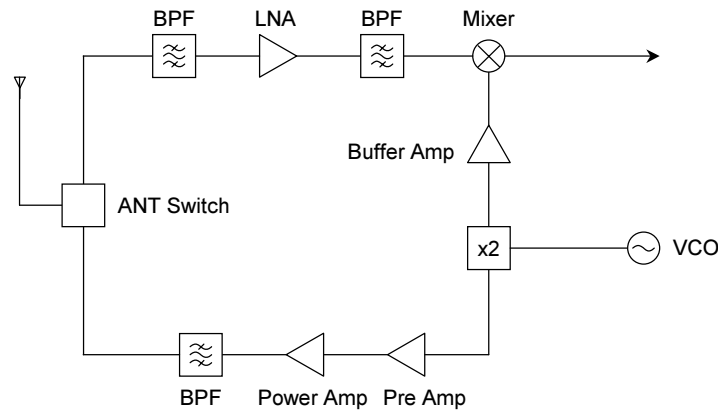 BPF
LNA
BPF
Mixer
Buffer Amp
ANT Switch
x2
VCO
BPF
Power Amp
Pre Amp